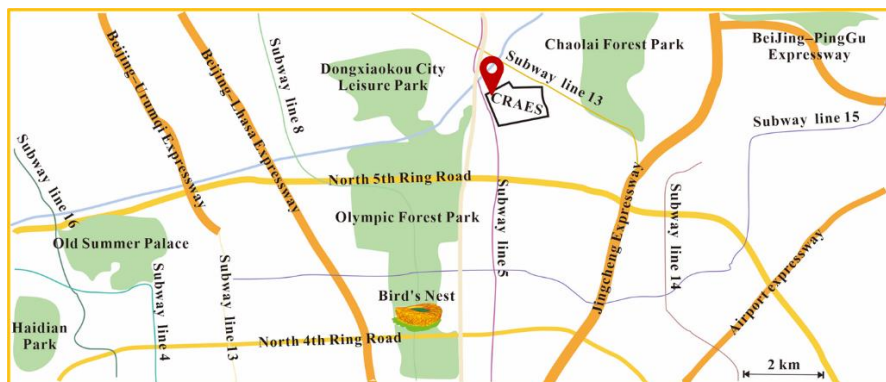 Beijing-Urumqi Expressway
Beijing-Lhasa Expressway
Subway line 8
Dongxiaokou City
Leisure Park
CRAES
Subway line 13
Chaolai Forest Park
BeiJing-PingGu
Expressway
Subway line 15
Subway line 16
North 5th Ring Road
Old Summer Palace
Olympic Forest Park
Subway line 5
Jingcheng Expressway
Subway line 14
Airport expressway
Haidian
Park
Subway line 4
Subway line 13
Bird's Nest
North 4th Ring Road
2 km